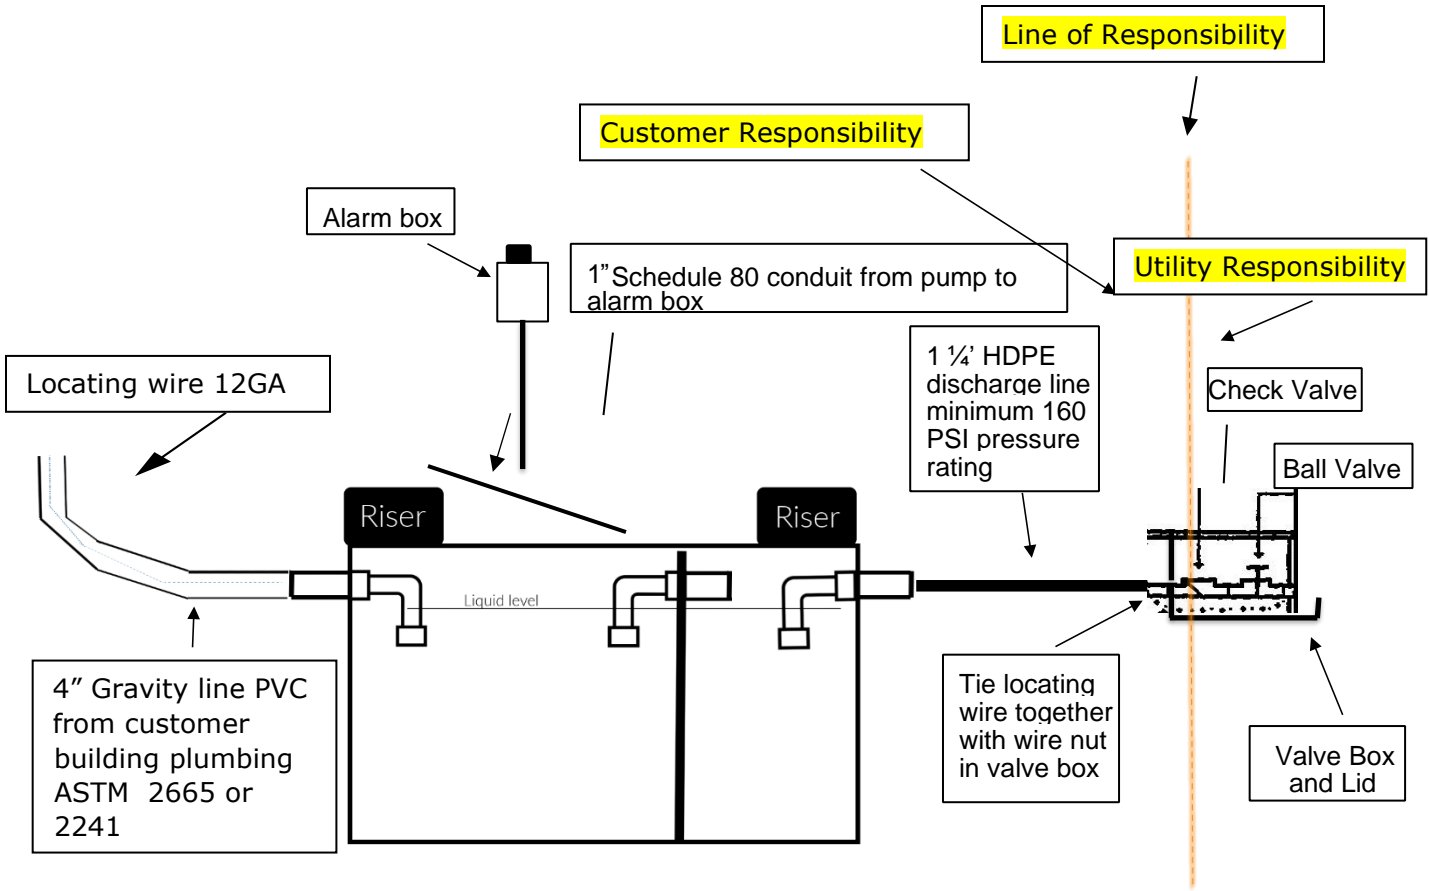 Line of Responsibility
Customer Responsibility
Alarm box
Utility Responsibility
1” Schedule 80 conduit from pump to
alarm box
1 ¼’ HDPE
discharge line
minimum 160
PSI pressure
rating
Locating wire 12GA
Check Valve
Ball Valve
Riser
Riser
Liquid level
4” Gravity line PVC
from customer
building plumbing
ASTM 2665 or
2241
Tie locating
wire together
with wire nut
in valve box
Valve Box
and Lid